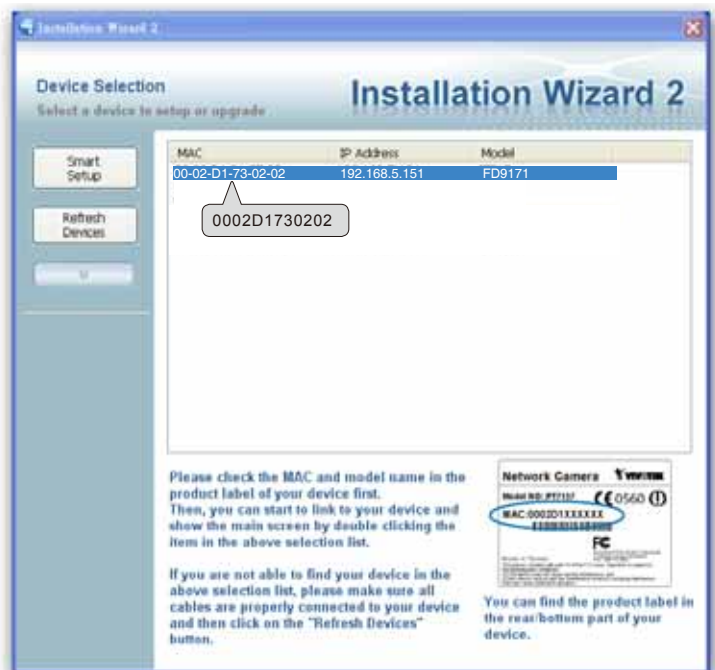 Installation Wizard 2
Device Selection
Select a device to setup or upgrade
Installation Wizard 2
Smart
Setup
Refresh
Devices
MAC IP Address Model
00-02-D1-73-02-02 192.168.5.151 FD9171
0002D1730202
Please check the MAC and model name in the
product label of your device first.
Then, you can start to link to your device and
show the main screen by double clicking the
item in the above selection list.
If you are not able to find your device in the
above selection list, please make sure all
cables are properly connected to your device
and then click on the "Refresh Devices"
button.
Network Camera VIVOTEK
Model NO: PT7137 CE0560
MAC:0002D1XXXXXX
FC
You can find the product label in
the rear/bottom part of your
device.